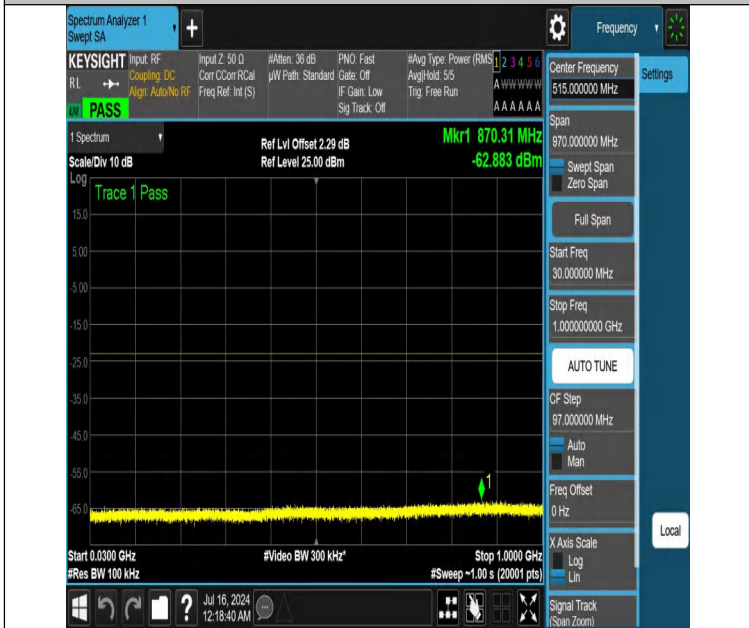 Spectrum Analyzer 1
Swept SA
+
Frequency
KEYSIGHT
RL
PASS
Input: RF
Coupling: DC
Align: Auto/No RF
Input Z: 50 Ω
Corr CCorr RCal
Freq Ref: Int (S)
#Atten: 36 dB
µW Path: Standard
PNO: Fast
Gate: Off
IF Gain: Low
Sig Track: Off
#Avg Type: Power (RMS
Avg|Hold: 5/5
Trig: Free Run
1 2 3 4 5 6
A W W W W W
A A A A A A
1 Spectrum
Scale/Div 10 dB
Ref Lvl Offset 2.29 dB
Ref Level 25.00 dBm
Mkr1 870.31 MHz
-62.883 dBm
Log
Trace 1 Pass
15.0
5.00
-5.00
-15.0
-25.0
-35.0
-45.0
-55.0
-65.0
1
Start 0.0300 GHz
#Res BW 100 kHz
#Video BW 300 kHz*
Stop 1.0000 GHz
#Sweep ~1.00 s (20001 pts)
Center Frequency
515.000000 MHz
Settings
Span
970.000000 MHz
Swept Span
Zero Span
Full Span
Start Freq
30.000000 MHz
Stop Freq
1.000000000 GHz
AUTO TUNE
CF Step
97.000000 MHz
Auto
Man
Freq Offset
0 Hz
X Axis Scale
Log
Lin
Local
Signal Track
(Span Zoom)
?
Jul 16, 2024
12:18:40 AM